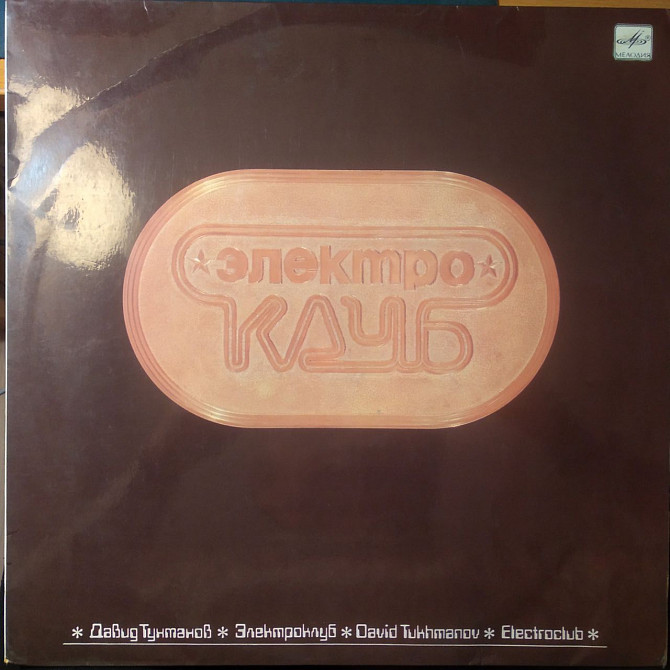 МЕЛОДИЯ
электро
КЛУБ
* Давид Тухманов * Электроклуб * David Tukhmanov * Electroclub *